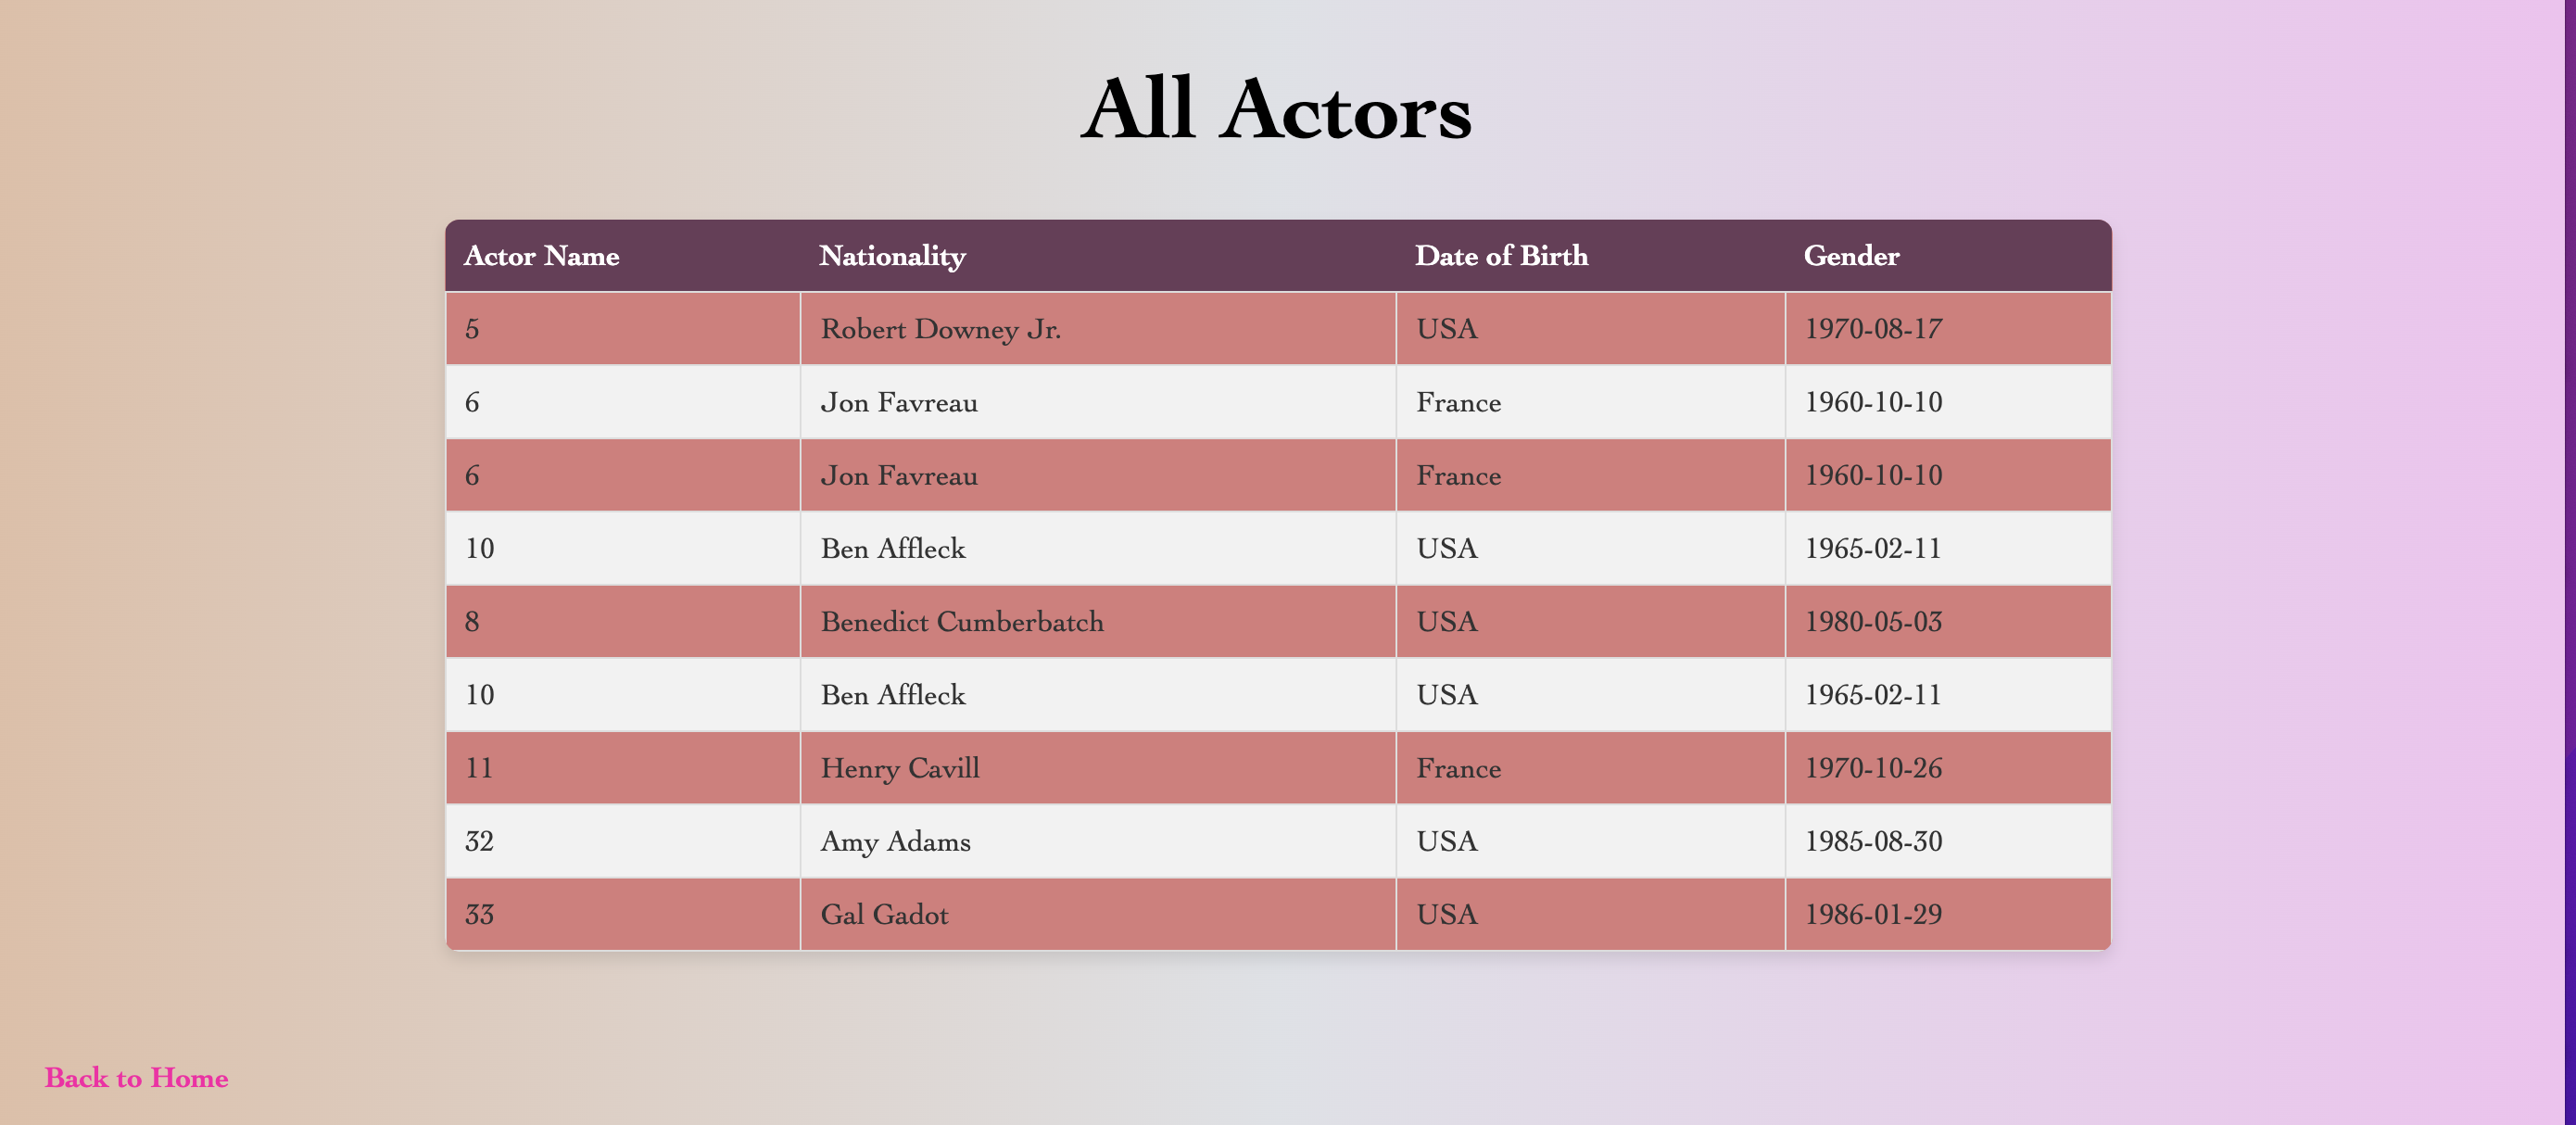 All Actors
Actor Name Nationality Date of Birth Gender
5 Robert Downey Jr. USA 1970-08-17
6 Jon Favreau France 1960-10-10
6 Jon Favreau France 1960-10-10
10 Ben Affleck USA 1965-02-11
8 Benedict Cumberbatch USA 1980-05-03
10 Ben Affleck USA 1965-02-11
11 Henry Cavill France 1970-10-26
32 Amy Adams USA 1985-08-30
33 Gal Gadot USA 1986-01-29
Back to Home